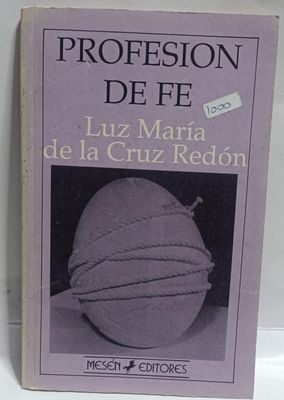 PROFESION
DE FE
1000
Luz María
de la Cruz Redón
MESÉN EDITORES